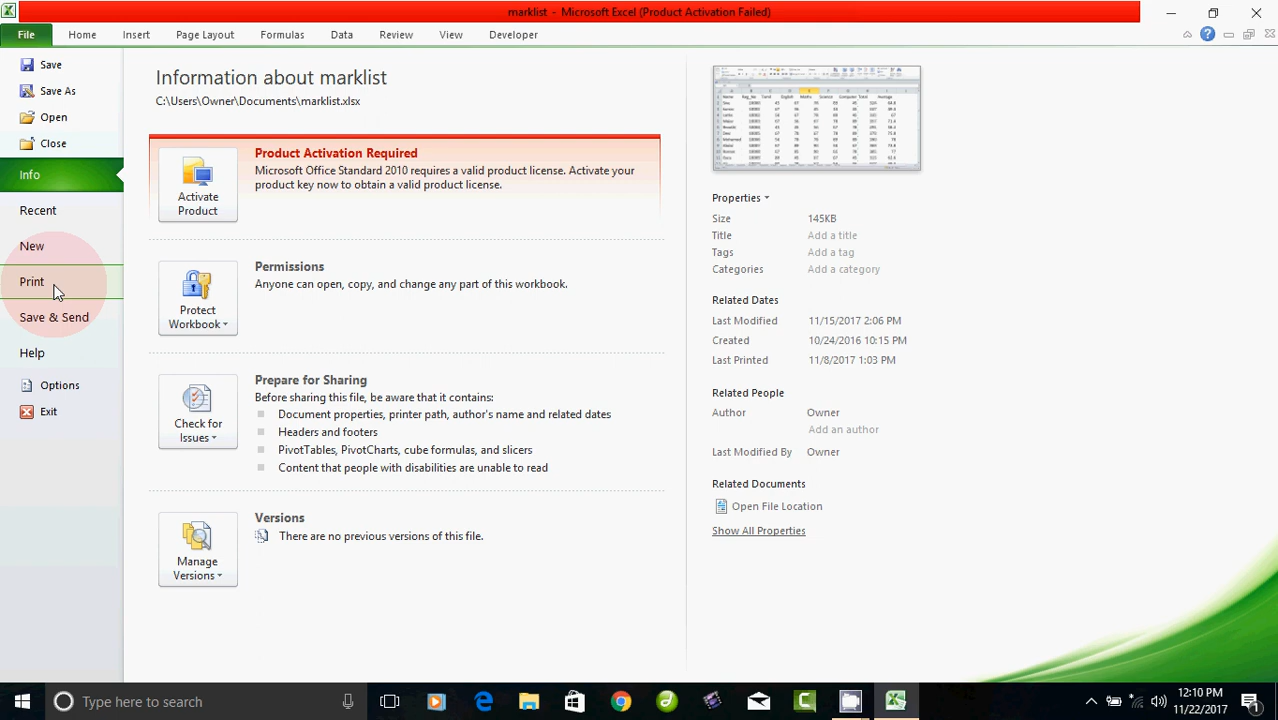 marklist - Microsoft Excel (Product Activation Failed)
File Home Insert Page Layout Formulas Data Review View Developer
Save
Save As
Open
Close
Info
Recent
New
Print
Save & Send
Help
Options
Exit
Information about marklist
C:\Users\Owner\Documents\marklist.xlsx
Activate
Product
Product Activation Required
Microsoft Office Standard 2010 requires a valid product license. Activate your
product key now to obtain a valid product license.
Protect
Workbook
Permissions
Anyone can open, copy, and change any part of this workbook.
Check for
Issues
Prepare for Sharing
Before sharing this file, be aware that it contains:
Document properties, printer path, author's name and related dates
Headers and footers
PivotTables, PivotCharts, cube formulas, and slicers
Content that people with disabilities are unable to read
Manage
Versions
Versions
There are no previous versions of this file.
Properties
Size 145KB
Title Add a title
Tags Add a tag
Categories Add a category
Related Dates
Last Modified 11/15/2017 2:06 PM
Created 10/24/2016 10:15 PM
Last Printed 11/8/2017 1:03 PM
Related People
Author Owner
Add an author
Last Modified By Owner
Related Documents
Open File Location
Show All Properties
Type here to search
12:10 PM
11/22/2017